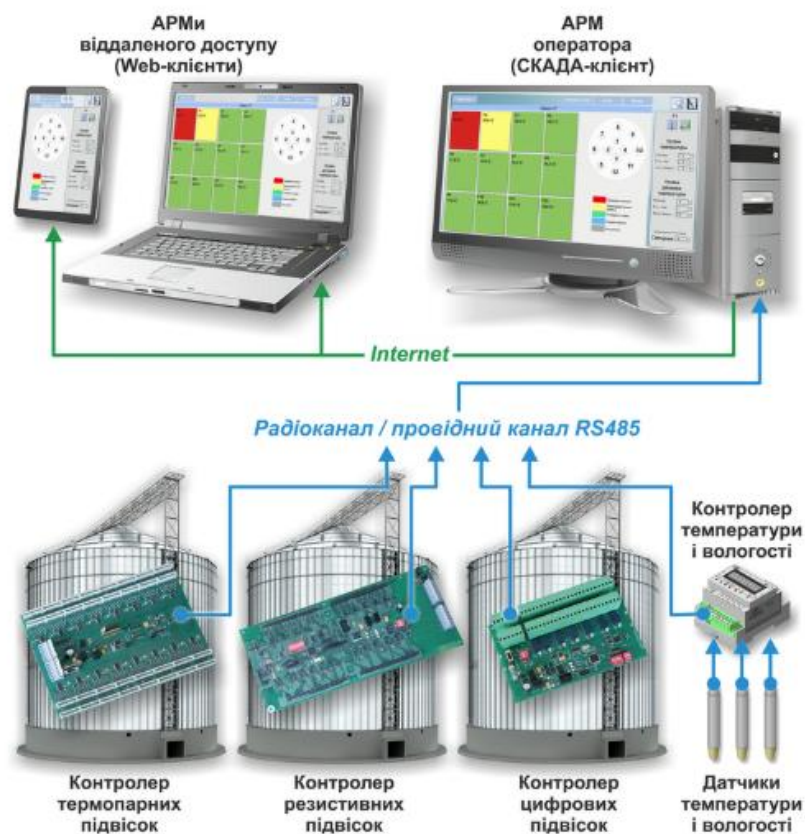 АРМи
віддаленого доступу
(Web-клієнти)
АРМ
оператора
(СКАДА-клієнт)
Internet
Радіоканал / провідний канал RS485
Контролер
температури
і вологості
Контролер
термопарних
підвісок
Контролер
резистивних
підвісок
Контролер
цифрових
підвісок
Датчики
температури
і вологості